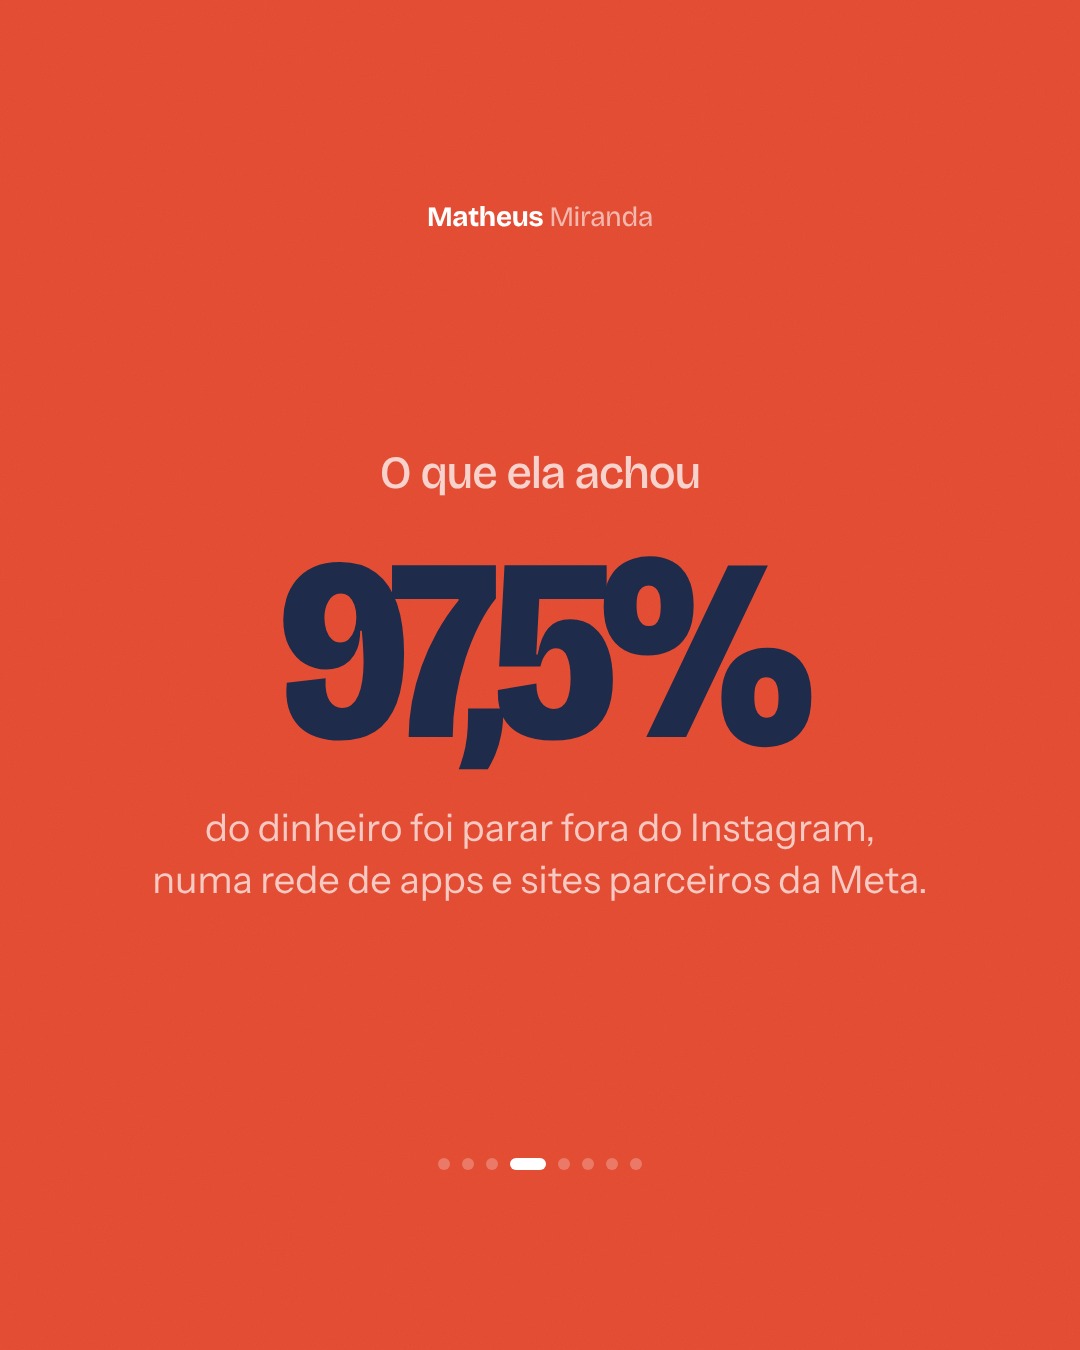 Matheus Miranda
O que ela achou
97,5%
do dinheiro foi parar fora do Instagram,
numa rede de apps e sites parceiros da Meta.